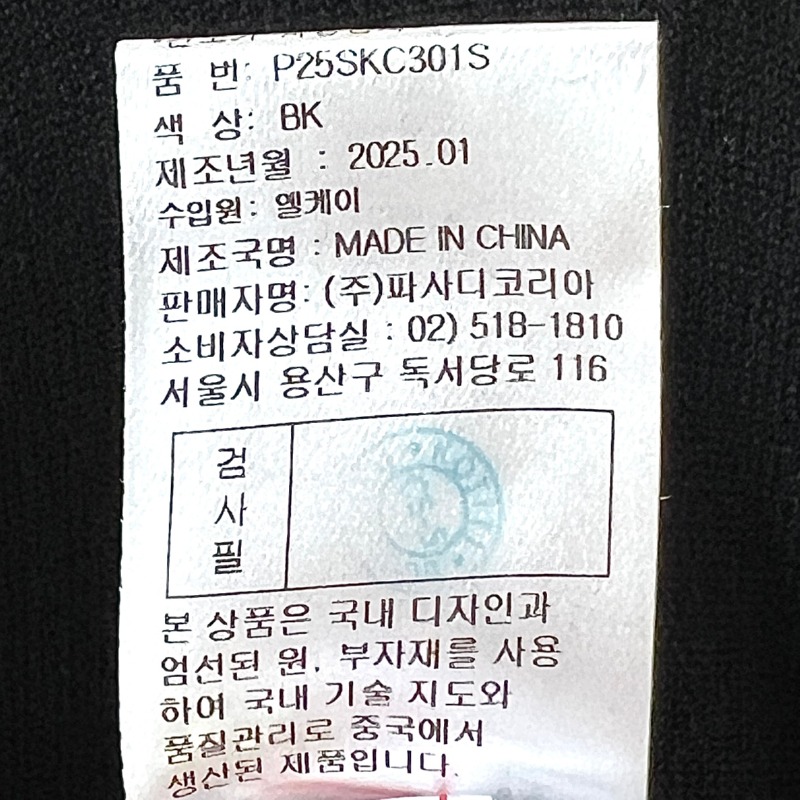 품 번: P25SKC301S
색 상: BK
제조년월 : 2025.01
수입원: 엘케이
제조국명 : MADE IN CHINA
판매자명: (주)파사디코리아
소비자상담실 : 02) 518-1810
서울시 용산구 독서당로 116
검
사
필
본 상품은 국내 디자인과
엄선된 원, 부자재를 사용
하여 국내 기술 지도와
품질관리로 중국에서
생산된 제품입니다.